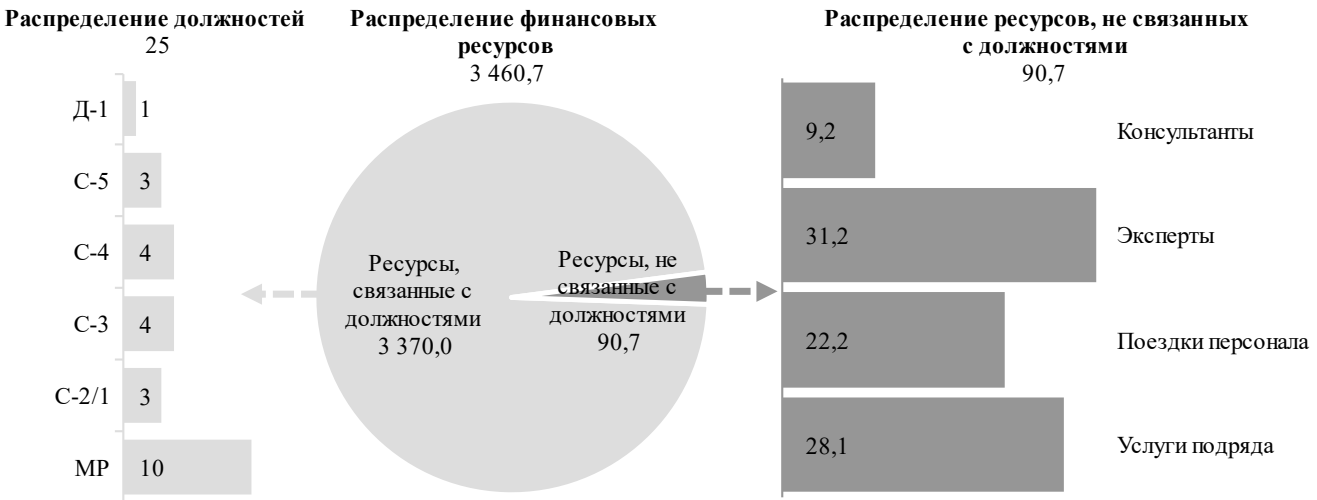 Распределение должностей
25
Д-1
1
С-5
3
С-4
4
С-3
4
С-2/1
3
МР
10
Распределение финансовых
ресурсов
3 460,7
Ресурсы,
связанные с
должностями
3 370,0
Ресурсы, не
связанные с
должностями
90,7
Распределение ресурсов, не связанных
с должностями
90,7
9,2
Консультанты
31,2
Эксперты
22,2
Поездки персонала
28,1
Услуги подряда